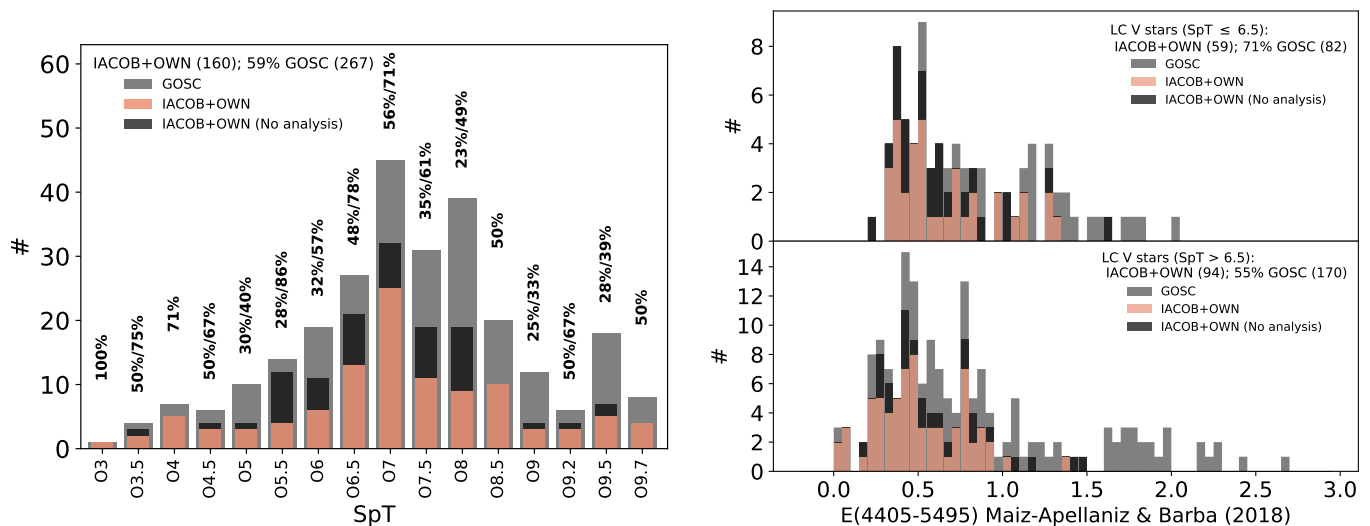 IACOB+OWN (160); 59% GOSC (267)
GOSC
IACOB+OWN
IACOB+OWN (No analysis)
60
50
40
30
20
10
0
#
100%
50%/75%
71%
50%/67%
30%/40%
28%/86%
32%/57%
48%/78%
56%/71%
35%/61%
23%/49%
50%
25%/33%
50%/67%
28%/39%
50%
O3
O3.5
O4
O4.5
O5
O5.5
O6
O6.5
O7
O7.5
O8
O8.5
O9
O9.2
O9.5
O9.7
SpT
LC V stars (SpT ≤ 6.5):
IACOB+OWN (59); 71% GOSC (82)
GOSC
IACOB+OWN
IACOB+OWN (No analysis)
8
6
4
2
0
#
LC V stars (SpT > 6.5):
IACOB+OWN (94); 55% GOSC (170)
GOSC
IACOB+OWN
IACOB+OWN (No analysis)
14
13
10
8
6
4
2
0
#
0.0 0.5 1.0 1.5 2.0 2.5 3.0
E(4405-5495) Maiz-Apellaniz & Barba (2018)